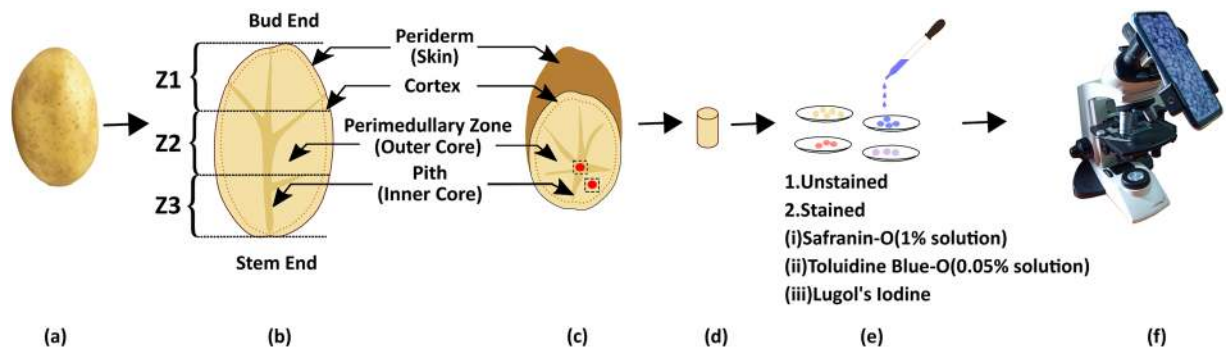 Bud End
Periderm
(Skin)
Z1
Cortex
Z2
Perimedullary Zone
(Outer Core)
Z3
Pith
(Inner Core)
Stem End
1.Unstained
2.Stained
(i)Safranin-O(1% solution)
(ii)Toluidine Blue-O(0.05% solution)
(iii)Lugol's Iodine
(a)
(b)
(c)
(d)
(e)
(f)